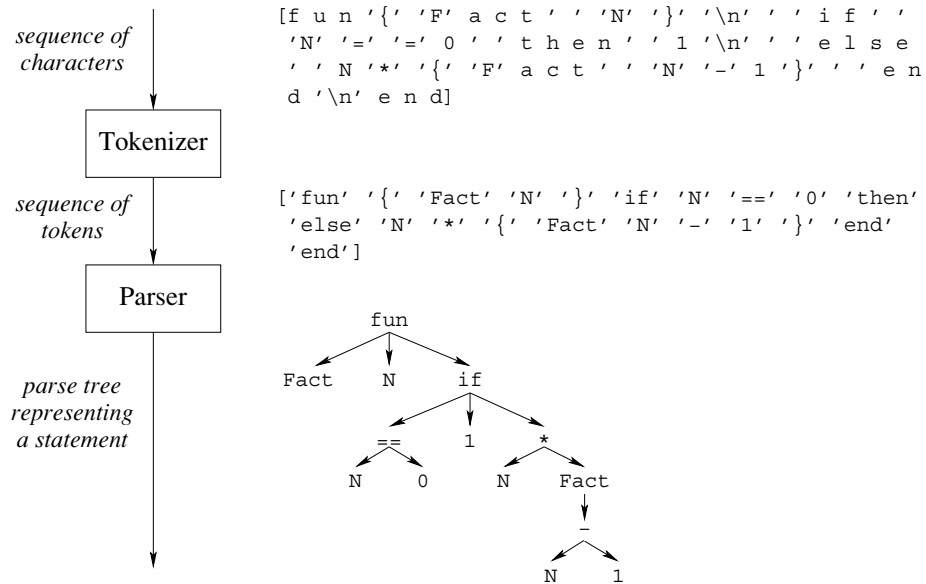 sequence of
characters
[f u n '{' 'F' a c t ' ' 'N' '}' '\n' ' ' i f ' '
'N' '=' '=' 0 ' ' t h e n ' ' 1 '\n' ' ' e l s e
' ' N '*' '{' 'F' a c t ' ' 'N' '-' 1 '}' ' ' e n
d '\n' e n d]
Tokenizer
sequence of
tokens
['fun' '{' 'Fact' 'N' '}' 'if' 'N' '==' '0' 'then'
'else' 'N' '*' '{' 'Fact' 'N' '-' '1' '}' 'end'
'end']
Parser
parse tree
representing
a statement
fun
Fact N if
== 1 *
N 0 N Fact
-
N 1